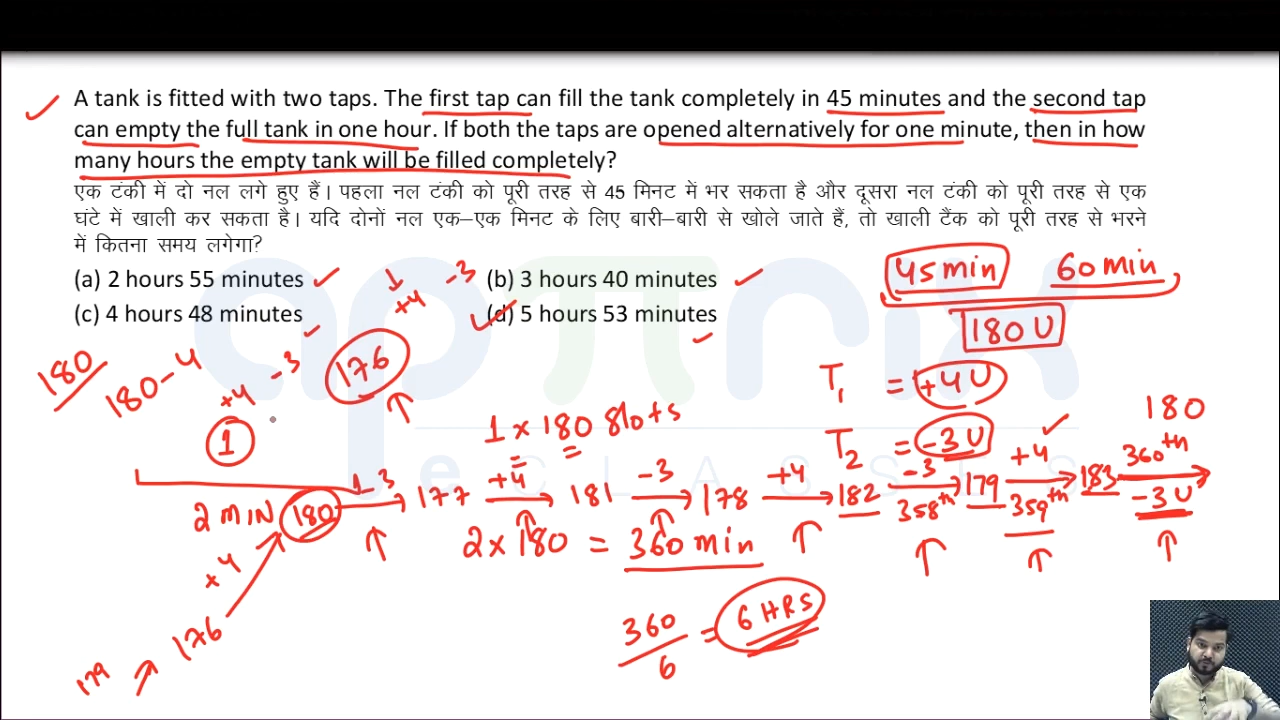 A tank is fitted with two taps. The first tap can fill the tank completely in 45 minutes and the second tap
can empty the full tank in one hour. If both the taps are opened alternatively for one minute, then in how
many hours the empty tank will be filled completely?
एक टंकी में दो नल लगे हुए हैं। पहला नल टंकी को पूरी तरह से 45 मिनट में भर सकता है और दूसरा नल टंकी को पूरी तरह से एक
घंटे में खाली कर सकता है। यदि दोनों नल एक–एक मिनट के लिए बारी–बारी से खोले जाते हैं, तो खाली टैंक को पूरी तरह से भरने
में कितना समय लगेगा?
(a) 2 hours 55 minutes (b) 3 hours 40 minutes
(c) 4 hours 48 minutes (d) 5 hours 53 minutes
45 min 60 min
180 U
1
+4 -3
180
180-4
+4 -3
176
T1 = +4U
T2 = -3U
1
1 x 180 Slots
180
2 MIN 180 -3 177 +4 181 -3 178 +4 182 -3 358th 179 +4 359th 183 360th -3U
2 x 180 = 360 min
+4
176
179
360/6 = 6 HRS